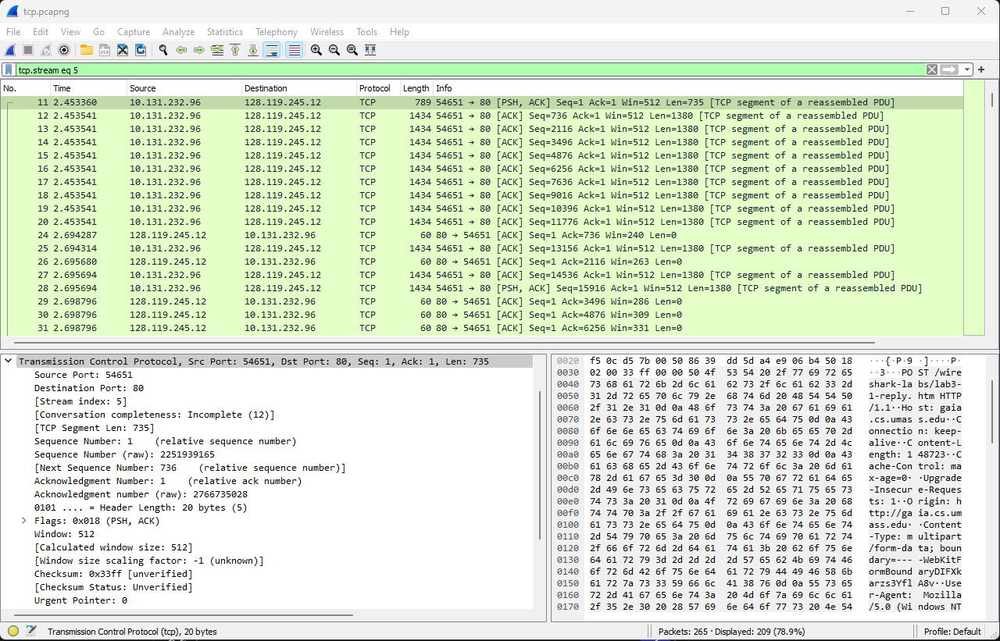 tcp.pcapng
File Edit View Go Capture Analyze Statistics Telephony Wireless Tools Help
tcp.stream eq 5
No. Time Source Destination Protocol Length Info
11 2.453360 10.131.232.96 128.119.245.12 TCP 789 54651 → 80 [PSH, ACK] Seq=1 Ack=1 Win=512 Len=735 [TCP segment of a reassembled PDU]
12 2.453541 10.131.232.96 128.119.245.12 TCP 1434 54651 → 80 [ACK] Seq=736 Ack=1 Win=512 Len=1380 [TCP segment of a reassembled PDU]
13 2.453541 10.131.232.96 128.119.245.12 TCP 1434 54651 → 80 [ACK] Seq=2116 Ack=1 Win=512 Len=1380 [TCP segment of a reassembled PDU]
14 2.453541 10.131.232.96 128.119.245.12 TCP 1434 54651 → 80 [ACK] Seq=3496 Ack=1 Win=512 Len=1380 [TCP segment of a reassembled PDU]
15 2.453541 10.131.232.96 128.119.245.12 TCP 1434 54651 → 80 [ACK] Seq=4876 Ack=1 Win=512 Len=1380 [TCP segment of a reassembled PDU]
16 2.453541 10.131.232.96 128.119.245.12 TCP 1434 54651 → 80 [ACK] Seq=6256 Ack=1 Win=512 Len=1380 [TCP segment of a reassembled PDU]
17 2.453541 10.131.232.96 128.119.245.12 TCP 1434 54651 → 80 [ACK] Seq=7636 Ack=1 Win=512 Len=1380 [TCP segment of a reassembled PDU]
18 2.453541 10.131.232.96 128.119.245.12 TCP 1434 54651 → 80 [ACK] Seq=9016 Ack=1 Win=512 Len=1380 [TCP segment of a reassembled PDU]
19 2.453541 10.131.232.96 128.119.245.12 TCP 1434 54651 → 80 [ACK] Seq=10396 Ack=1 Win=512 Len=1380 [TCP segment of a reassembled PDU]
20 2.453541 10.131.232.96 128.119.245.12 TCP 1434 54651 → 80 [ACK] Seq=11776 Ack=1 Win=512 Len=1380 [TCP segment of a reassembled PDU]
24 2.694287 128.119.245.12 10.131.232.96 TCP 60 80 → 54651 [ACK] Seq=1 Ack=736 Win=240 Len=0
25 2.694314 10.131.232.96 128.119.245.12 TCP 1434 54651 → 80 [ACK] Seq=13156 Ack=1 Win=512 Len=1380 [TCP segment of a reassembled PDU]
26 2.695680 128.119.245.12 10.131.232.96 TCP 60 80 → 54651 [ACK] Seq=1 Ack=2116 Win=263 Len=0
27 2.695694 10.131.232.96 128.119.245.12 TCP 1434 54651 → 80 [ACK] Seq=14536 Ack=1 Win=512 Len=1380 [TCP segment of a reassembled PDU]
28 2.695694 10.131.232.96 128.119.245.12 TCP 1434 54651 → 80 [PSH, ACK] Seq=15916 Ack=1 Win=512 Len=1380 [TCP segment of a reassembled PDU]
29 2.698796 128.119.245.12 10.131.232.96 TCP 60 80 → 54651 [ACK] Seq=1 Ack=3496 Win=286 Len=0
30 2.698796 128.119.245.12 10.131.232.96 TCP 60 80 → 54651 [ACK] Seq=1 Ack=4876 Win=309 Len=0
31 2.698796 128.119.245.12 10.131.232.96 TCP 60 80 → 54651 [ACK] Seq=1 Ack=6256 Win=331 Len=0
Transmission Control Protocol, Src Port: 54651, Dst Port: 80, Seq: 1, Ack: 1, Len: 735
Source Port: 54651
Destination Port: 80
[Stream index: 5]
[Conversation completeness: Incomplete (12)]
[TCP Segment Len: 735]
Sequence Number: 1    (relative sequence number)
Sequence Number (raw): 2251939165
[Next Sequence Number: 736    (relative sequence number)]
Acknowledgment Number: 1    (relative ack number)
Acknowledgment number (raw): 2766735028
0101 .... = Header Length: 20 bytes (5)
Flags: 0x018 (PSH, ACK)
Window: 512
[Calculated window size: 512]
[Window size scaling factor: -1 (unknown)]
Checksum: 0x33ff [unverified]
[Checksum Status: Unverified]
Urgent Pointer: 0
0020 f5 0c d5 7b 00 50 86 39 dd 5d a4 e9 06 b4 50 18 ···{·P·9 ·]····P·
0030 02 00 33 ff 00 00 50 4f 53 54 20 2f 77 69 72 65 ··3···PO ST /wire
0040 73 68 61 72 6b 2d 6c 61 62 73 2f 6c 61 62 33 2d shark-la bs/lab3-
0050 31 2d 72 65 70 6c 79 2e 68 74 6d 20 48 54 54 50 1-reply. htm HTTP
0060 2f 31 2e 31 0d 0a 48 6f 73 74 3a 20 67 61 69 61 /1.1··Ho st: gaia
0070 2e 63 73 2e 75 6d 61 73 73 2e 65 64 75 0d 0a 43 .cs.umas s.edu··C
0080 6f 6e 6e 65 63 74 69 6f 6e 3a 20 6b 65 65 70 2d onnectio n: keep-
0090 61 6c 69 76 65 0d 0a 43 6f 6e 74 65 6e 74 2d 4c alive··C ontent-L
00a0 65 6e 67 74 68 3a 20 31 34 38 37 32 33 0d 0a 43 ength: 1 48723··C
00b0 61 63 68 65 2d 43 6f 6e 74 72 6f 6c 3a 20 6d 61 ache-Con trol: ma
00c0 78 2d 61 67 65 3d 30 0d 0a 55 70 67 72 61 64 65 x-age=0· ·Upgrade
00d0 2d 49 6e 73 65 63 75 72 65 2d 52 65 71 75 65 73 -Insecur e-Reques
00e0 74 73 3a 20 31 0d 0a 4f 72 69 67 69 6e 3a 20 68 ts: 1··O rigin: h
00f0 74 74 70 3a 2f 2f 67 61 69 61 2e 63 73 2e 75 6d ttp://ga ia.cs.um
0100 61 73 73 2e 65 64 75 0d 0a 43 6f 6e 74 65 6e 74 ass.edu· ·Content
0110 2d 54 79 70 65 3a 20 6d 75 6c 74 69 70 61 72 74 -Type: m ultipart
0120 2f 66 6f 72 6d 2d 64 61 74 61 3b 20 62 6f 75 6e /form-da ta; boun
0130 64 61 72 79 3d 2d 2d 2d 2d 57 65 62 4b 69 74 46 dary=--- -WebKitF
0140 6f 72 6d 42 6f 75 6e 64 61 72 79 44 49 46 58 6b ormBound aryDIFXk
0150 61 72 7a 73 33 59 66 6c 41 38 76 0d 0a 55 73 65 arzs3Yfl A8v··Use
0160 72 2d 41 67 65 6e 74 3a 20 4d 6f 7a 69 6c 6c 61 r-Agent: Mozilla
0170 2f 35 2e 30 20 28 57 69 6e 64 6f 77 73 20 4e 54 /5.0 (Wi ndows NT
Transmission Control Protocol (tcp), 20 bytes Packets: 265 · Displayed: 209 (78.9%) Profile: Default